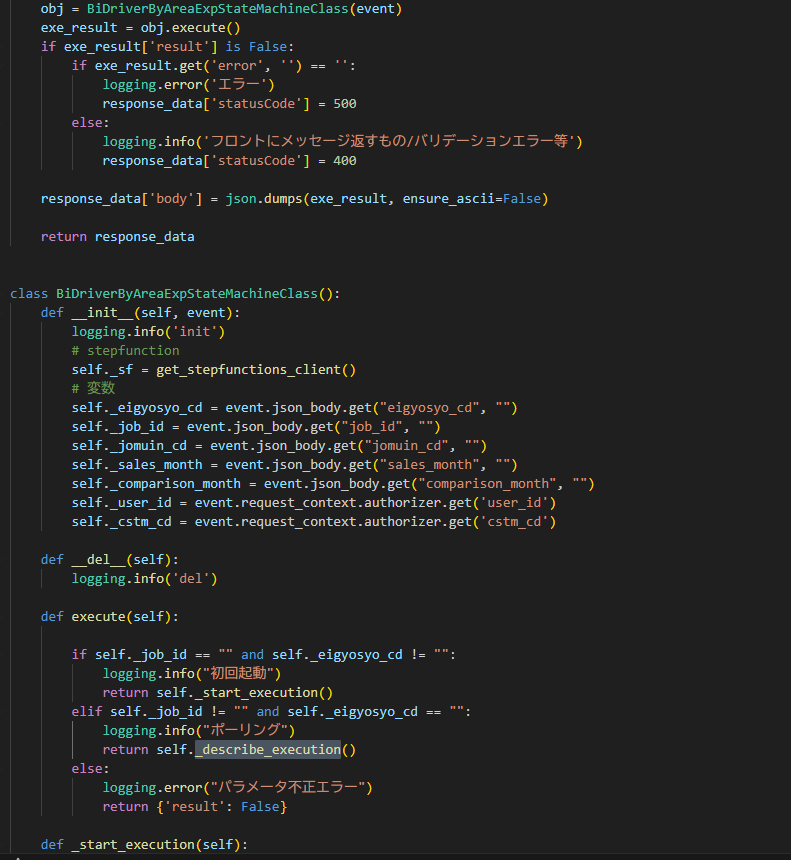 obj = BiDriverByAreaExpStateMachineClass(event)
exe_result = obj.execute()
if exe_result['result'] is False:
if exe_result.get('error', '') == '':
logging.error('エラー')
response_data['statusCode'] = 500
else:
logging.info('フロントにメッセージ返すもの/バリデーションエラー等')
response_data['statusCode'] = 400
response_data['body'] = json.dumps(exe_result, ensure_ascii=False)
return response_data
class BiDriverByAreaExpStateMachineClass():
def __init__(self, event):
logging.info('init')
# stepfunction
self._sf = get_stepfunctions_client()
# 変数
self._eigyosyo_cd = event.json_body.get("eigyosyo_cd", "")
self._job_id = event.json_body.get("job_id", "")
self._jomuin_cd = event.json_body.get("jomuin_cd", "")
self._sales_month = event.json_body.get("sales_month", "")
self._comparison_month = event.json_body.get("comparison_month", "")
self._user_id = event.request_context.authorizer.get('user_id')
self._cstm_cd = event.request_context.authorizer.get('cstm_cd')
def __del__(self):
logging.info('del')
def execute(self):
if self._job_id == "" and self._eigyosyo_cd != "":
logging.info("初回起動")
return self._start_execution()
elif self._job_id != "" and self._eigyosyo_cd == "":
logging.info("ポーリング")
return self._describe_execution()
else:
logging.error("パラメータ不正エラー")
return {'result': False}
def _start_execution(self):